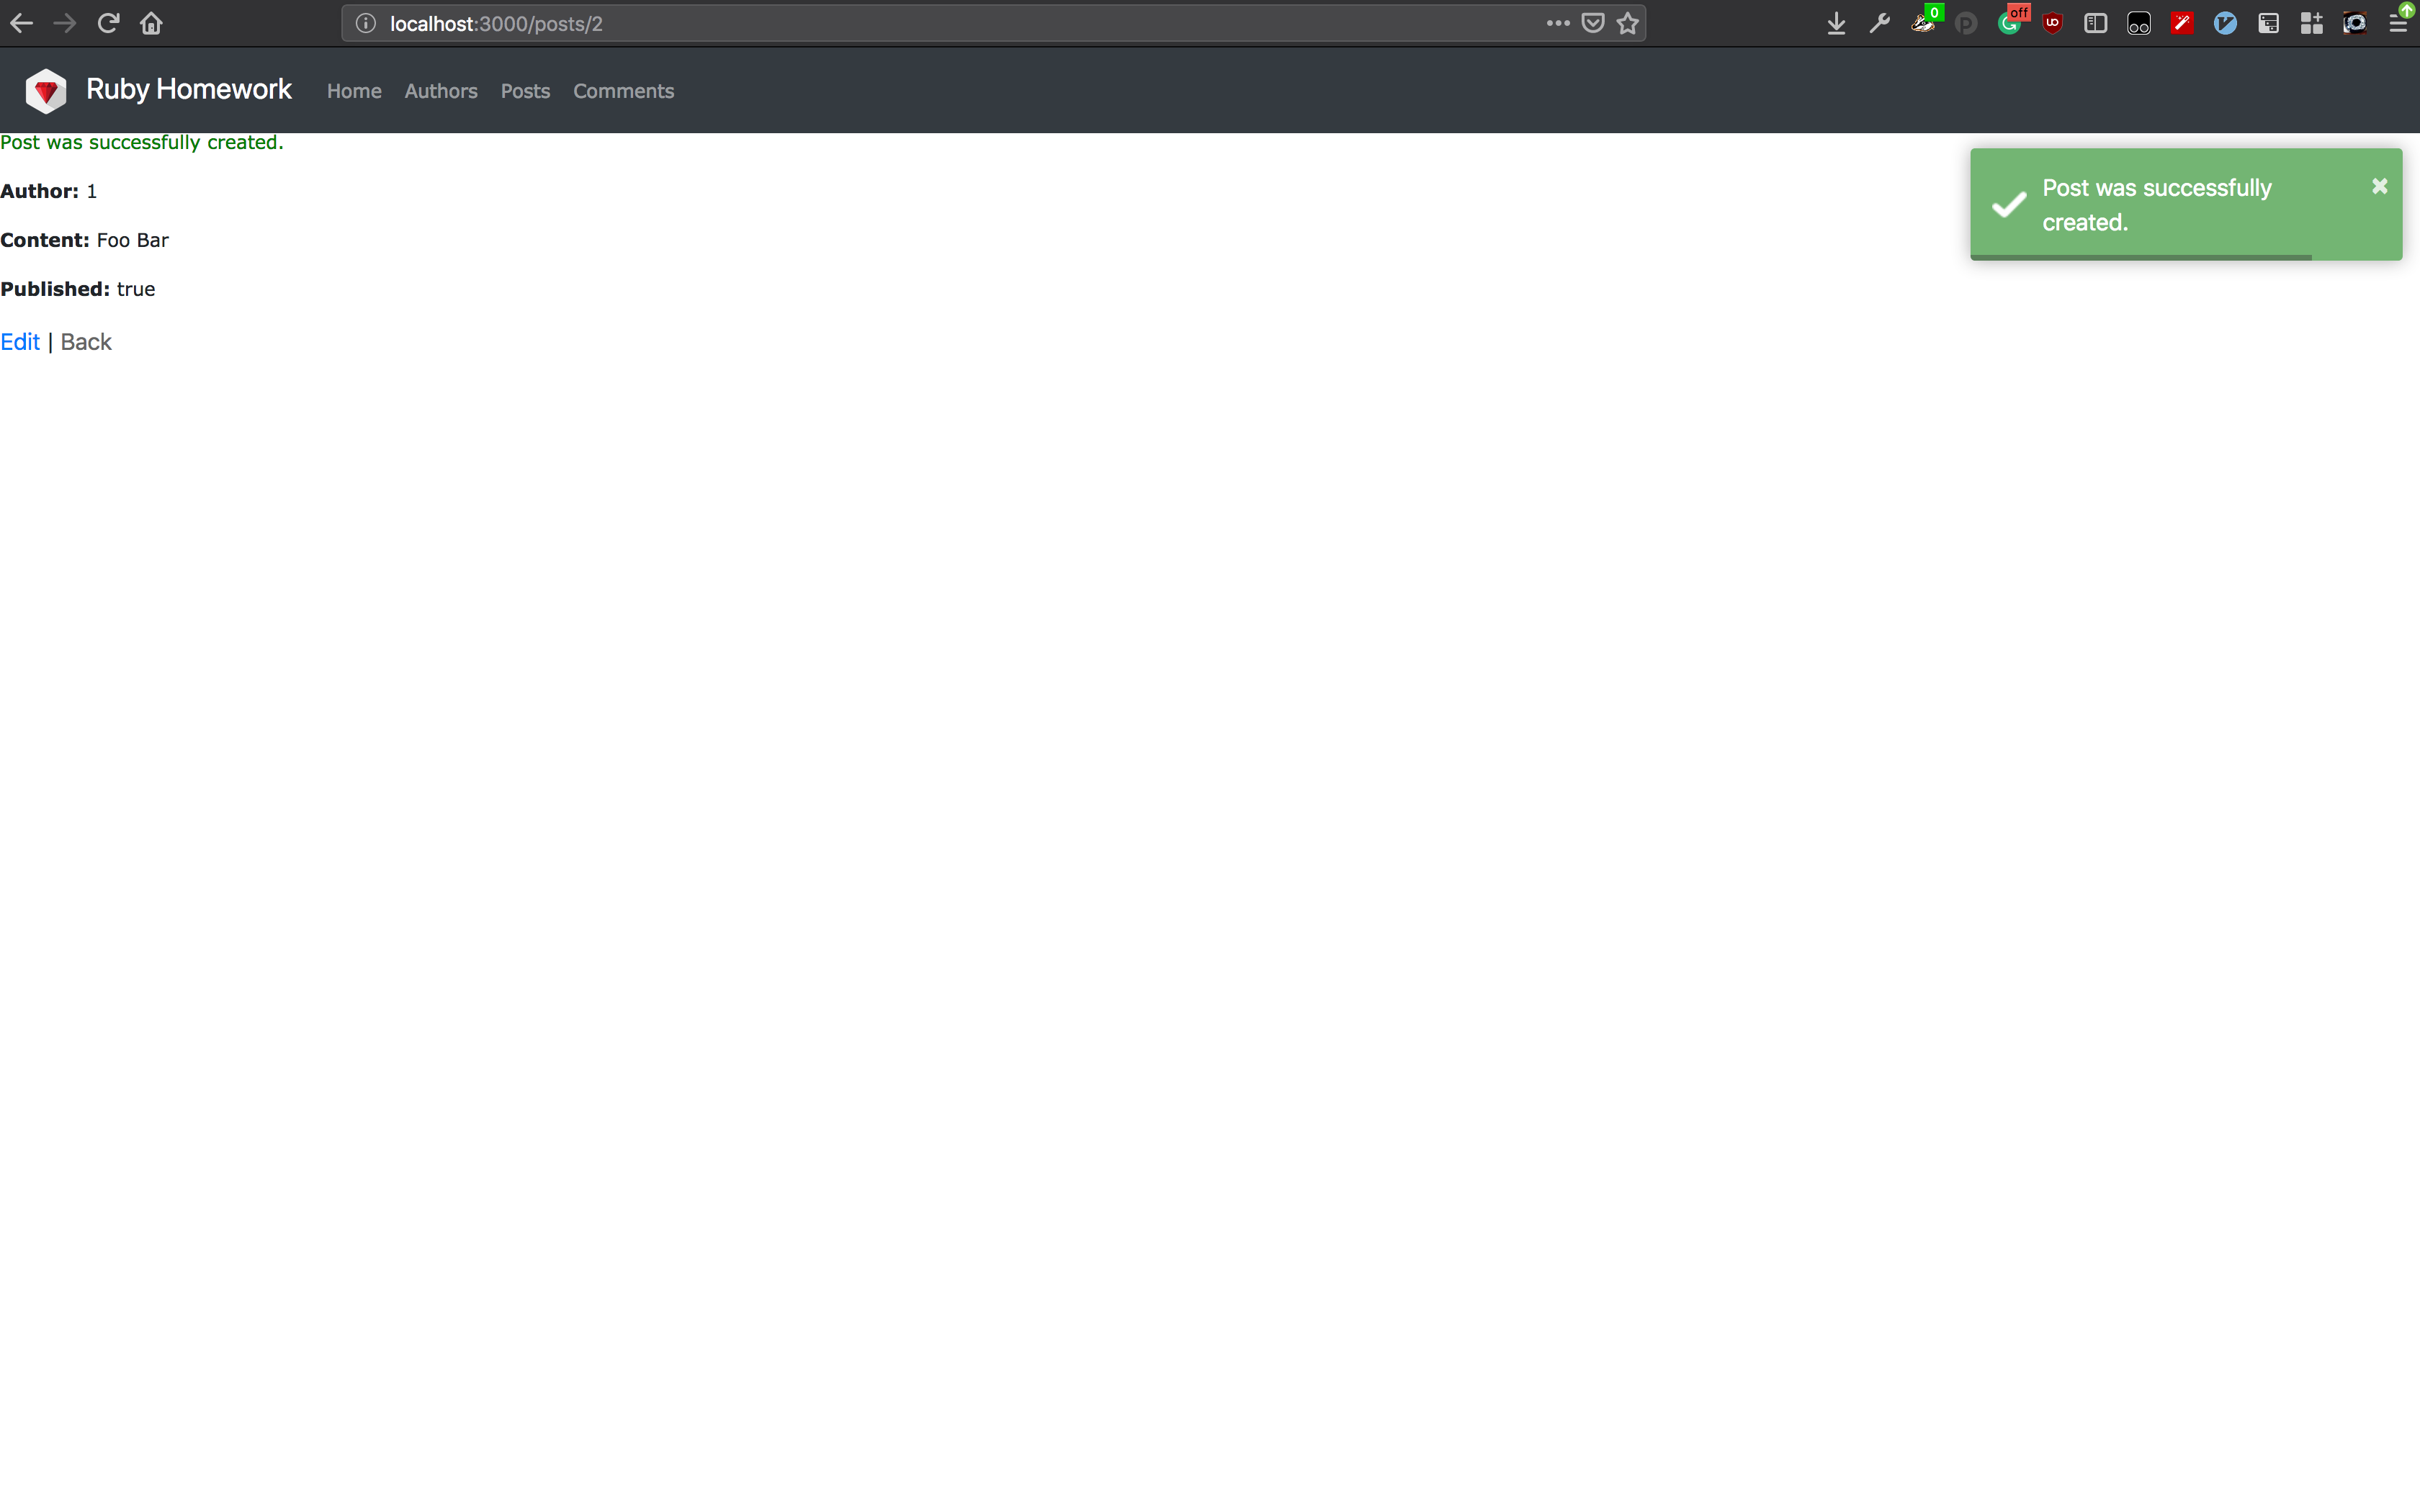 localhost:3000/posts/2
0
off
Ruby Homework
Home Authors Posts Comments
Post was successfully created.
Author: 1
Content: Foo Bar
Published: true
Edit | Back
Post was successfully
created.